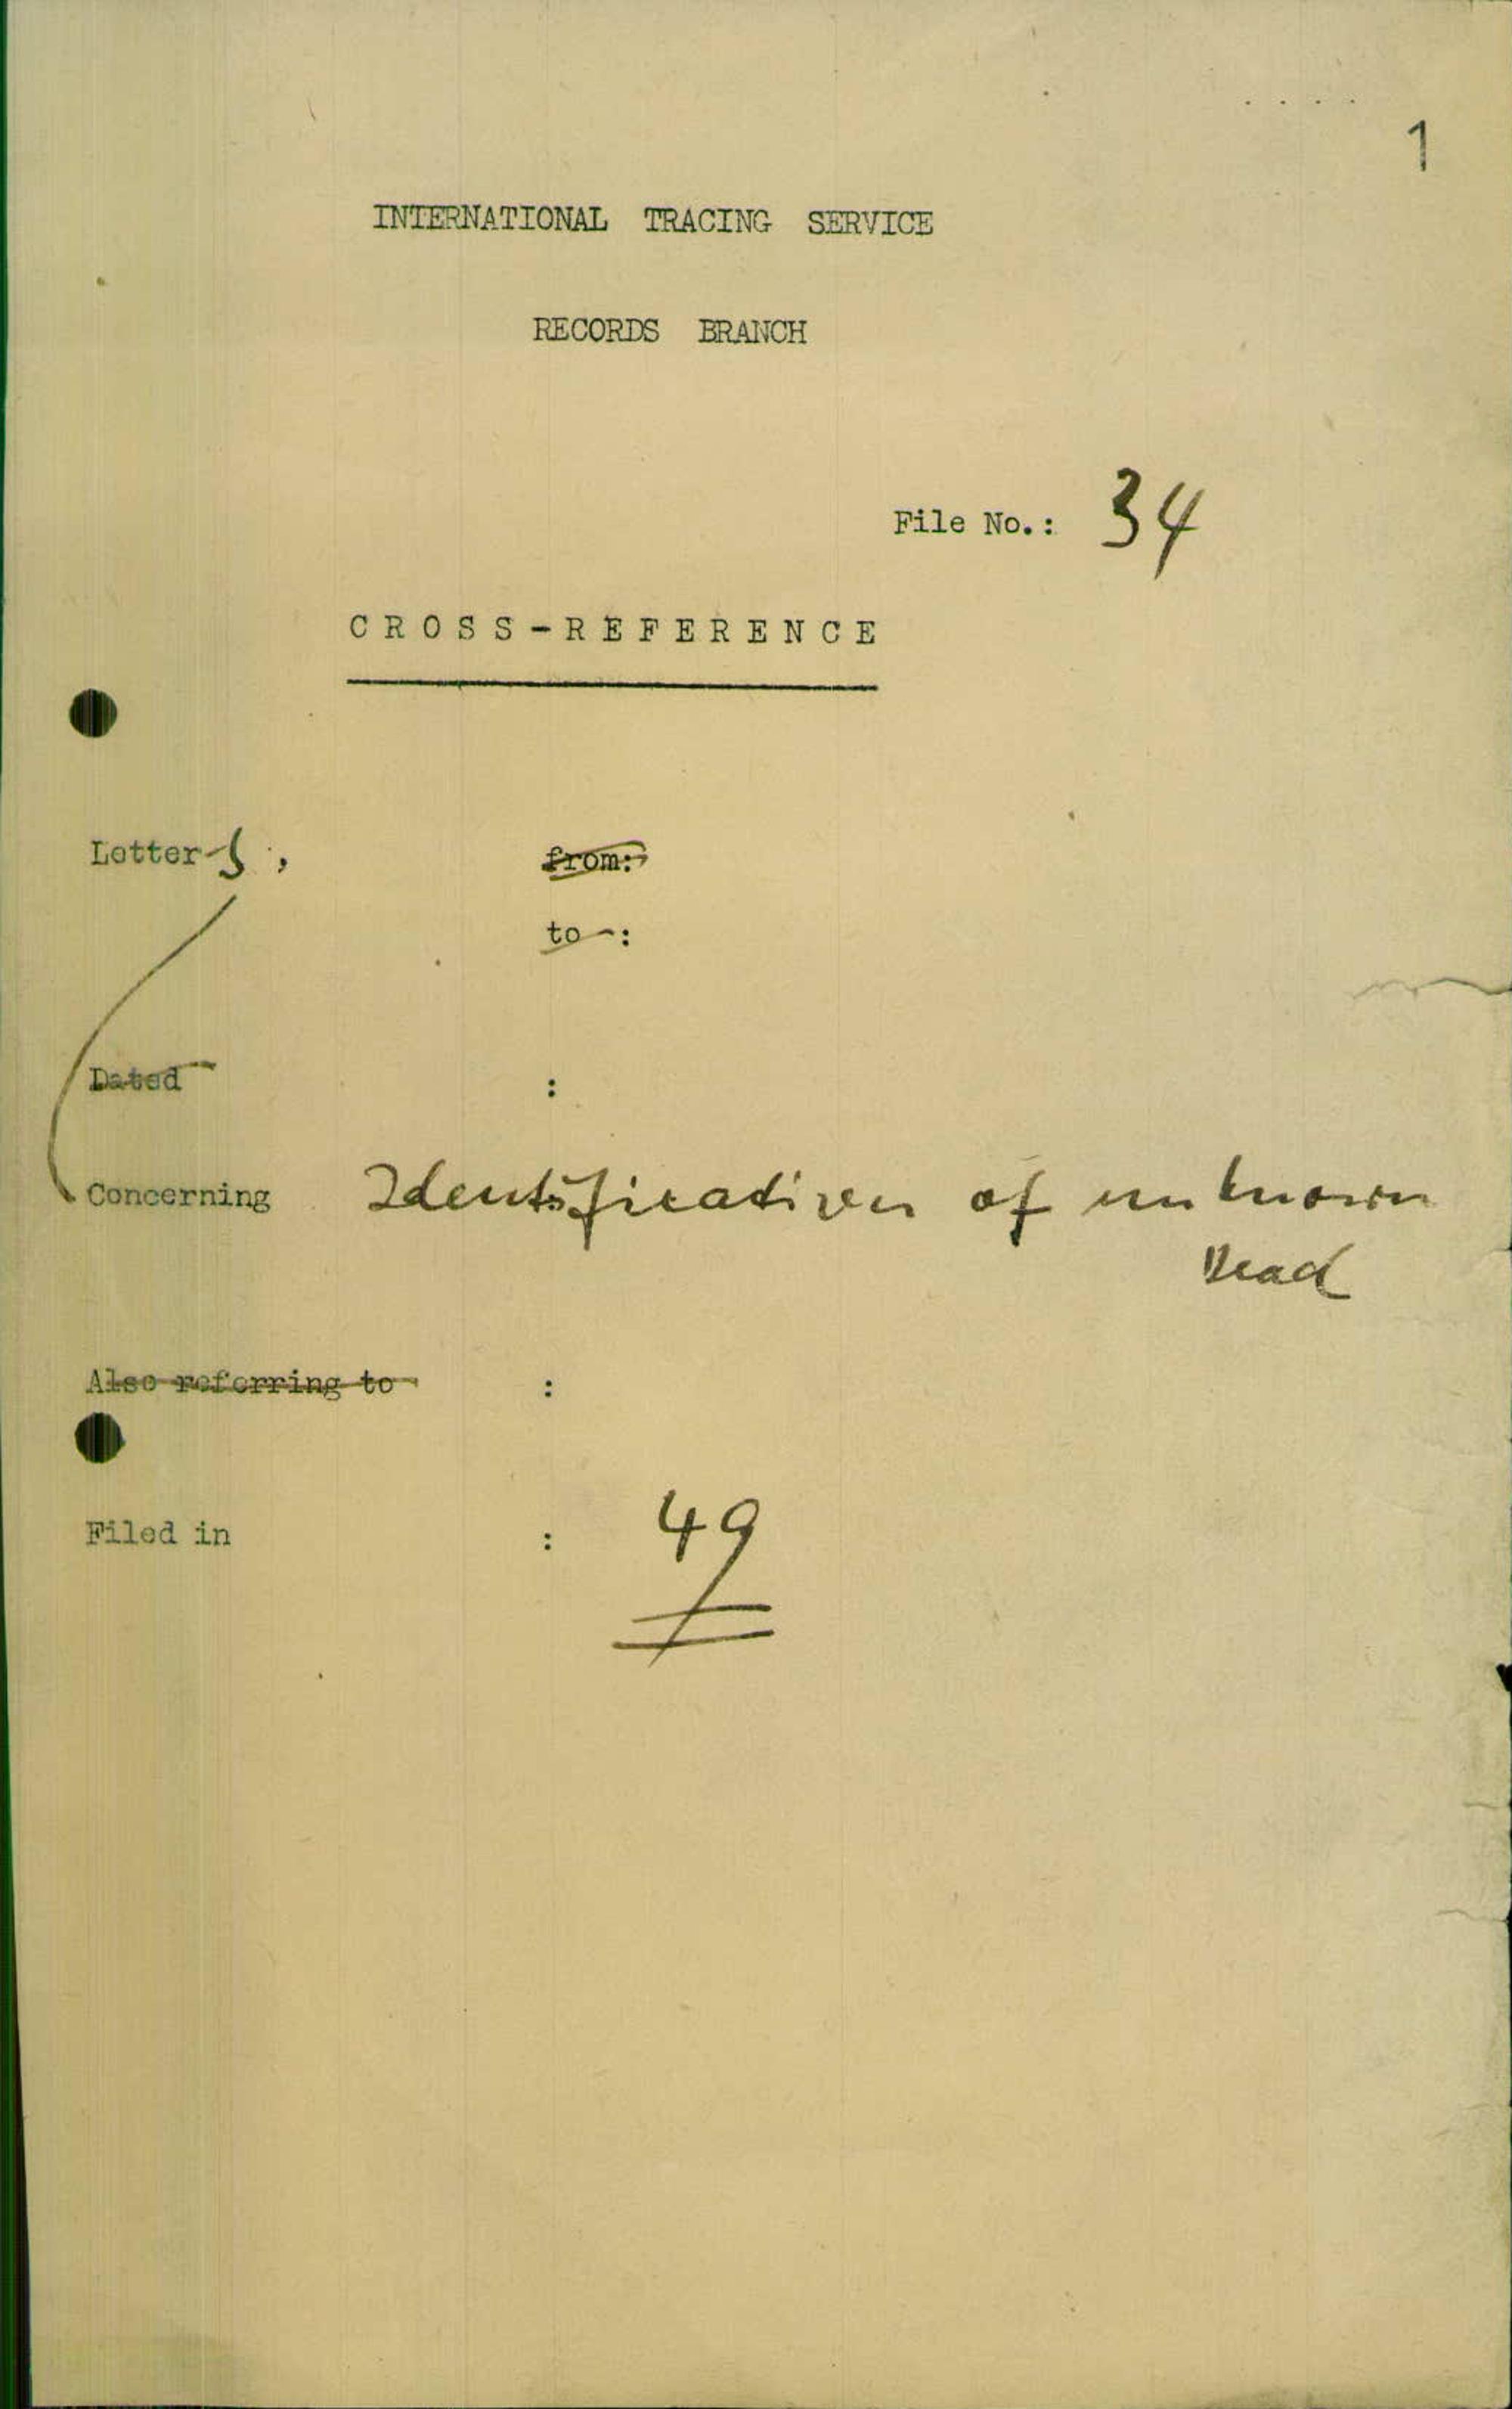 1
INTERNATIONAL TRACING SERVICE
RECORDS BRANCH
File No.: 34
CROSS-REFERENCE
Letters, from:
to :
Dated :
Concerning Identification of unknown
Dead
Also referring to :
Filed in : 49